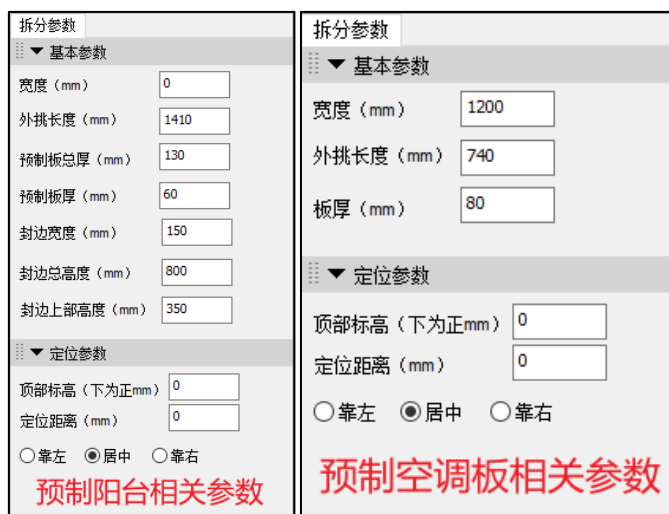 拆分参数
基本参数
宽度（mm） 0
外挑长度（mm） 1410
预制板总厚（mm） 130
预制板厚（mm） 60
封边宽度（mm） 150
封边总高度（mm） 800
封边上部高度（mm） 350
定位参数
顶部标高（下为正mm） 0
定位距离（mm） 0
靠左 居中 靠右
预制阳台相关参数
拆分参数
基本参数
宽度（mm） 1200
外挑长度（mm） 740
板厚（mm） 80
定位参数
顶部标高（下为正mm） 0
定位距离（mm） 0
靠左 居中 靠右
预制空调板相关参数